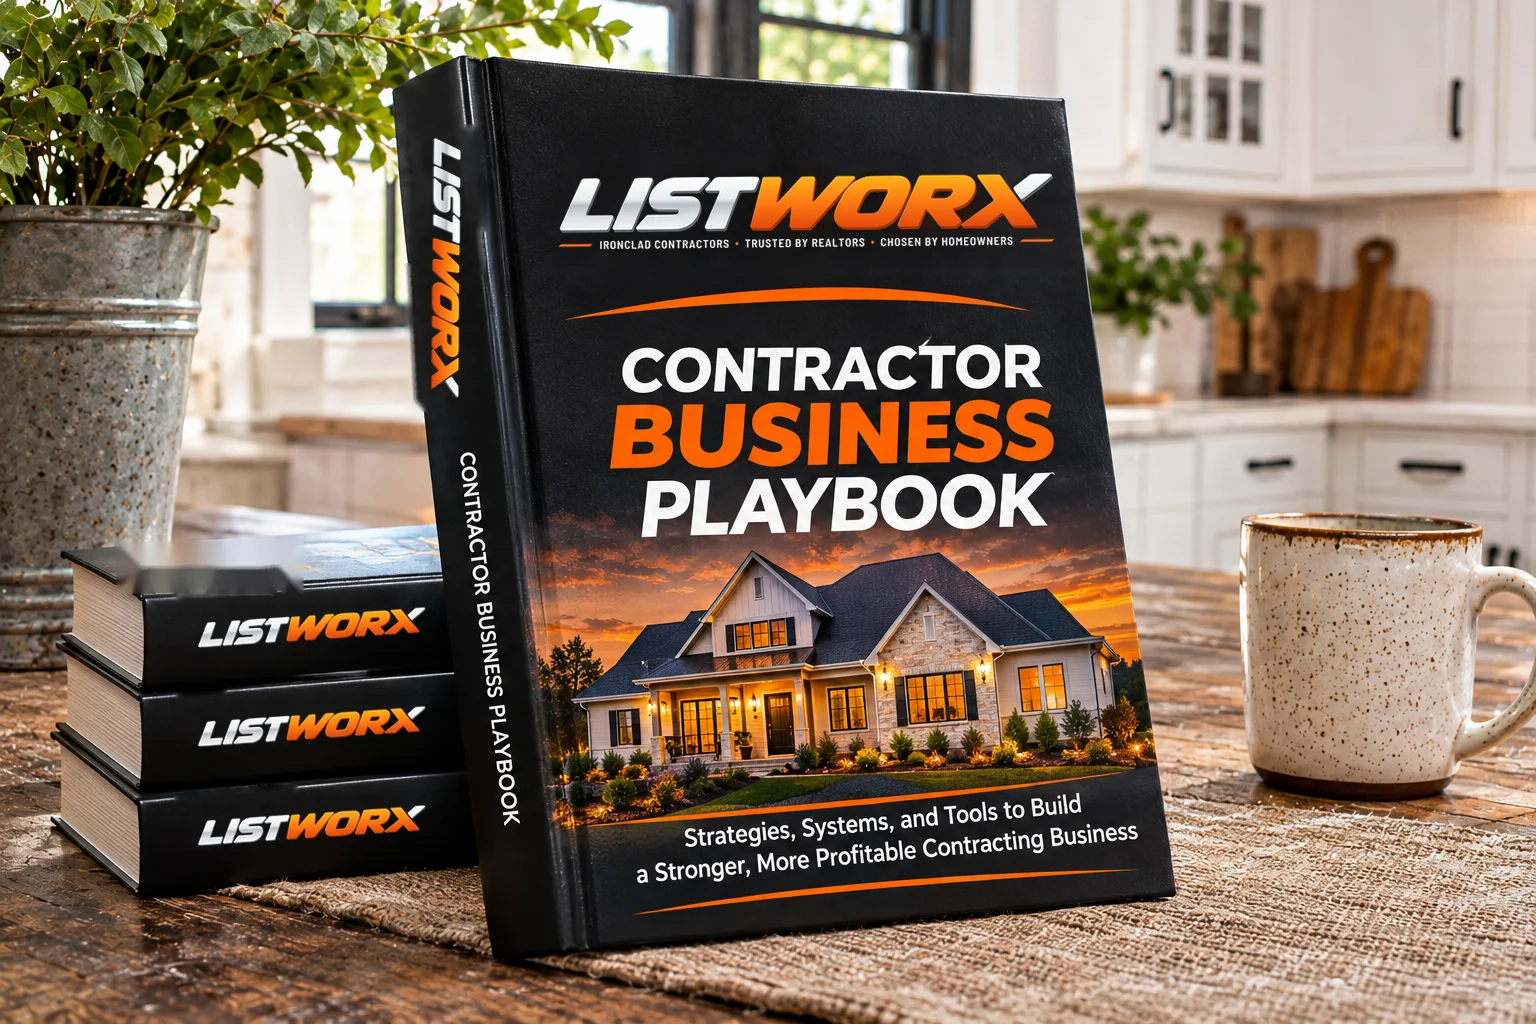 LISTWORX
IRONCLAD CONTRACTORS • TRUSTED BY REALTORS • CHOSEN BY HOMEOWNERS
CONTRACTOR
BUSINESS
PLAYBOOK
Strategies, Systems, and Tools to Build
a Stronger, More Profitable Contracting Business
LISTWORX
CONTRACTOR BUSINESS PLAYBOOK
LISTWORX
LISTWORX
LISTWORX